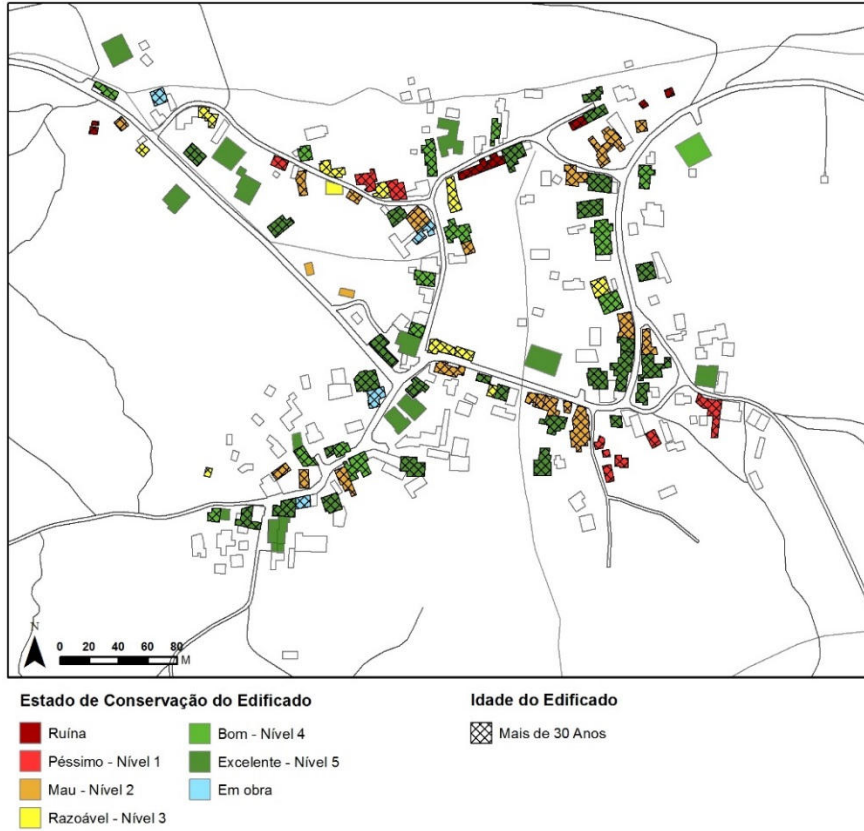 N
0 20 40 60 80
M
Estado de Conservação do Edificado
Ruína
Péssimo - Nível 1
Mau - Nível 2
Razoável - Nível 3
Bom - Nível 4
Excelente - Nível 5
Em obra
Idade do Edificado
Mais de 30 Anos